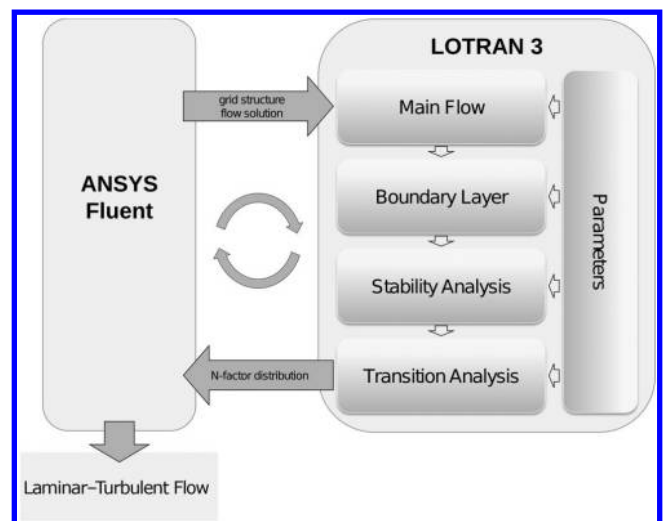 LOTRAN 3
grid structure
flow solution
Main Flow
ANSYS
Fluent
Boundary Layer
Parameters
Stability Analysis
N-factor distribution
Transition Analysis
Laminar–Turbulent Flow